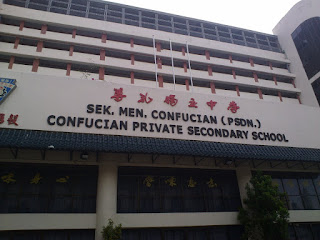 尊孔獨立中學
SEK. MEN. CONFUCIAN (PSDN.)
CONFUCIAN PRIVATE SECONDARY SCHOOL